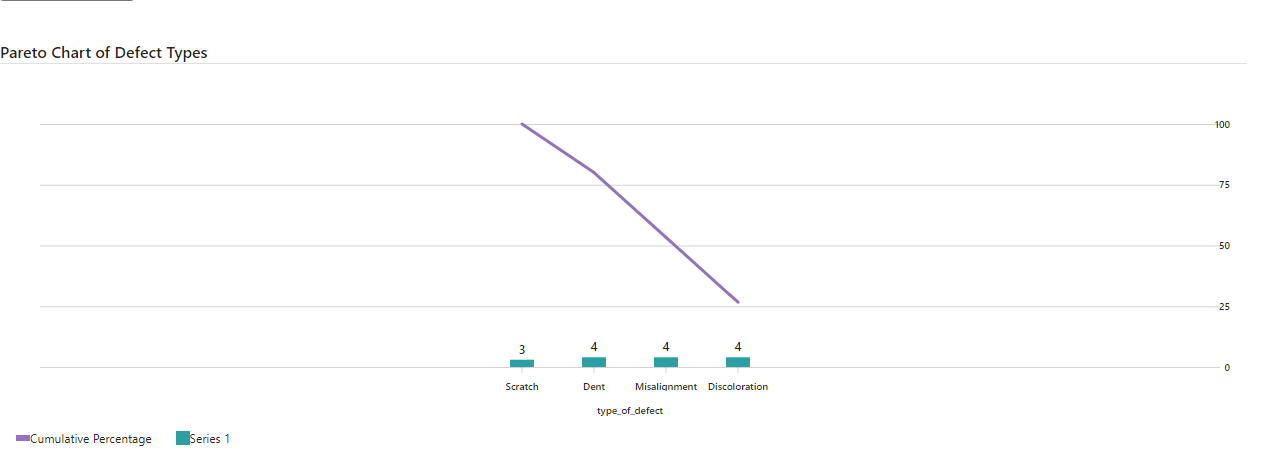 Pareto Chart of Defect Types
100
75
50
25
0
3 4 4 4
Scratch Dent Misalignment Discoloration
type_of_defect
Cumulative Percentage Series 1